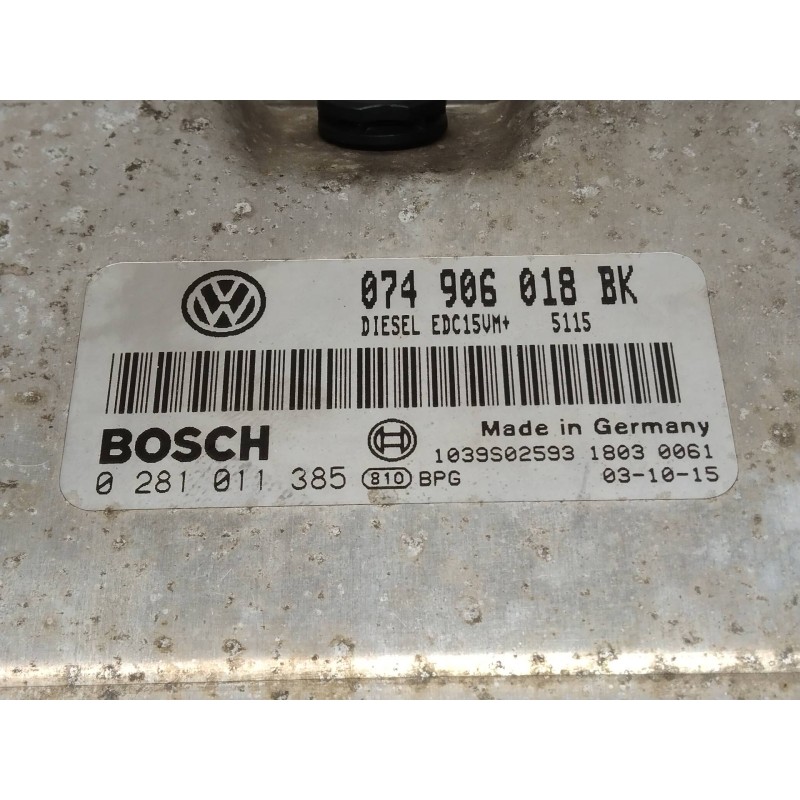 074 906 018 BK
DIESEL EDC15VM+ 5115
BOSCH
Made in Germany
1039S02593 1803 0061
0 281 011 385 810 BPG
03-10-15